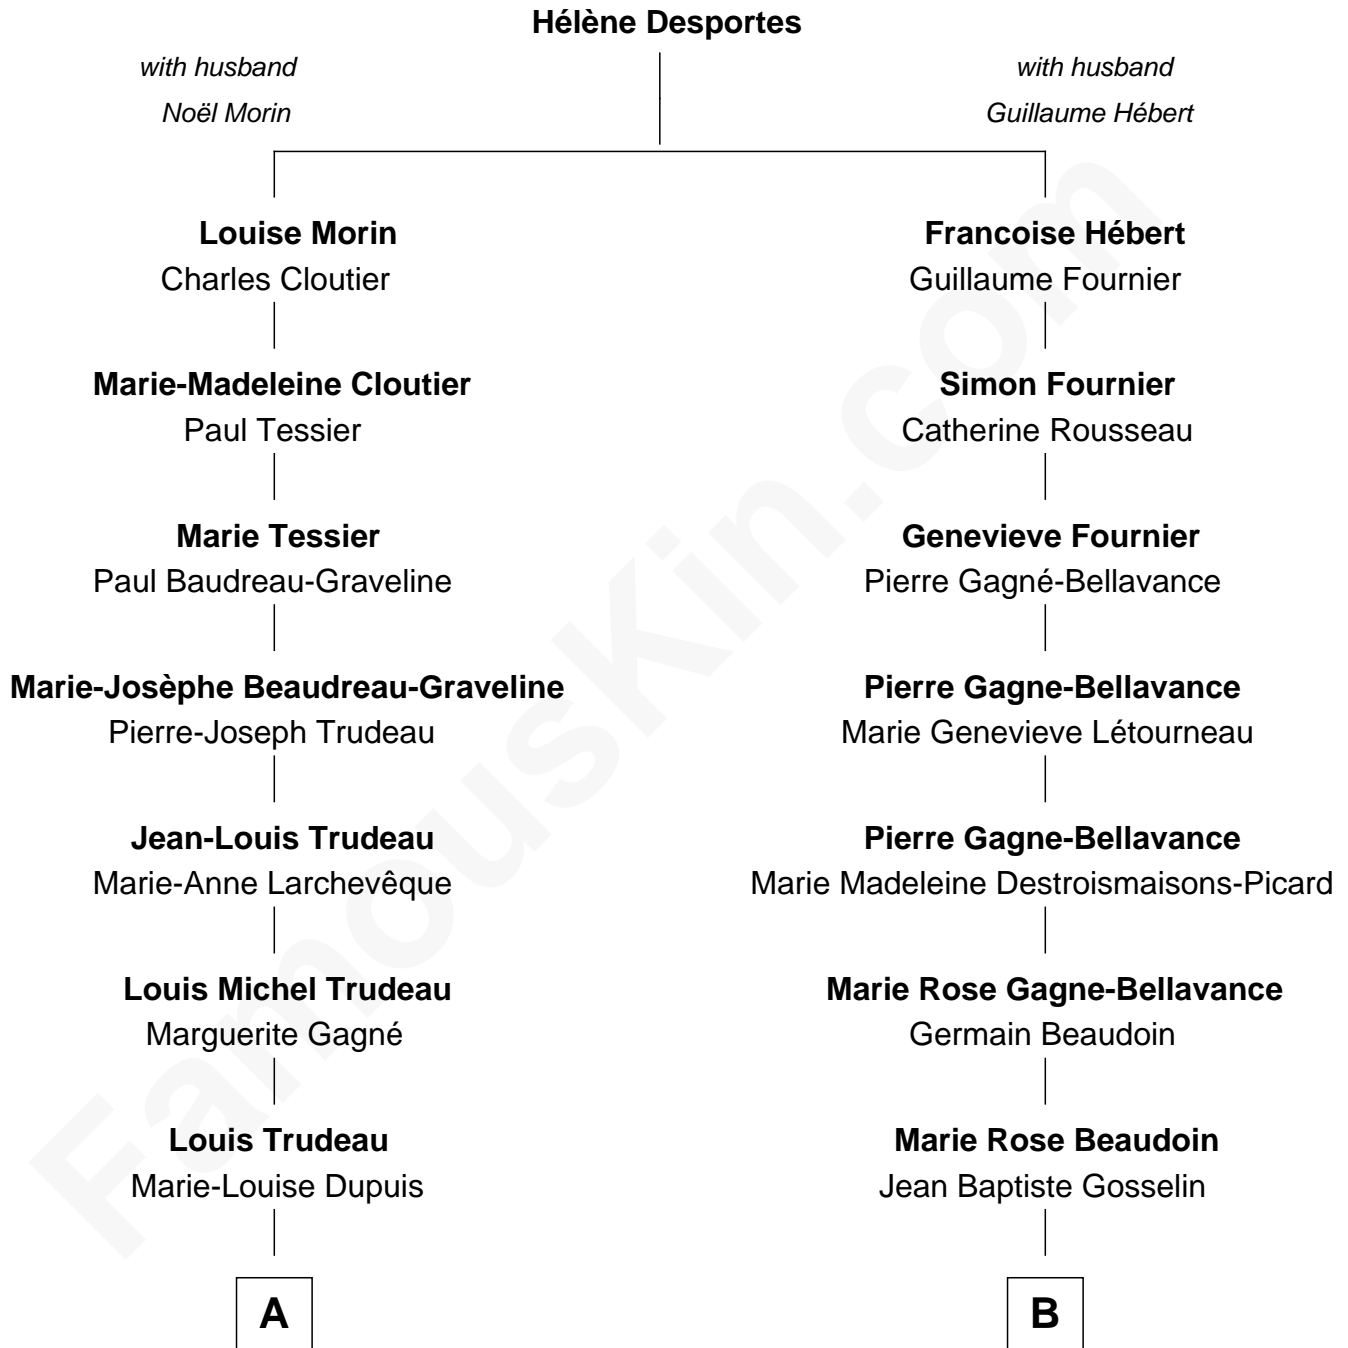 Hélène Desportes
with husband
Noël Morin
with husband
Guillaume Hébert
Louise Morin
Charles Cloutier
Francoise Hébert
Guillaume Fournier
Marie-Madeleine Cloutier
Paul Tessier
Simon Fournier
Catherine Rousseau
Marie Tessier
Paul Baudreau-Graveline
Genevieve Fournier
Pierre Gagné-Bellavance
Marie-Josèphe Beaudreau-Graveline
Pierre-Joseph Trudeau
Pierre Gagne-Bellavance
Marie Genevieve Létourneau
Jean-Louis Trudeau
Marie-Anne Larchevêque
Pierre Gagne-Bellavance
Marie Madeleine Destroismaisons-Picard
Louis Michel Trudeau
Marguerite Gagné
Marie Rose Gagne-Bellavance
Germain Beaudoin
Louis Trudeau
Marie-Louise Dupuis
Marie Rose Beaudoin
Jean Baptiste Gosselin
A
B
FamousKin.com